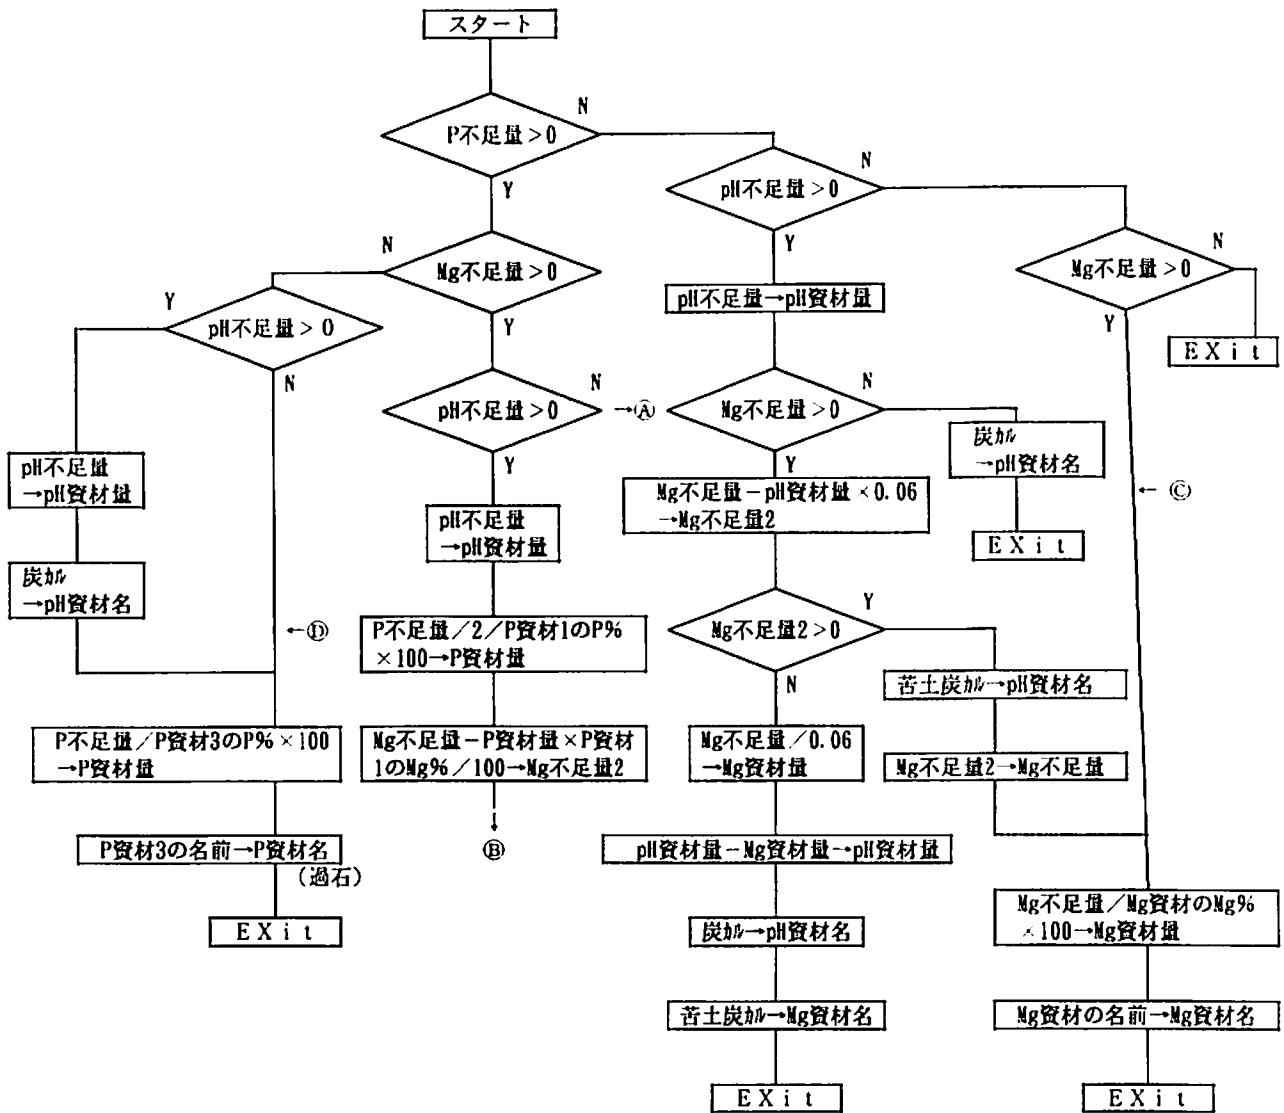 スタート
N
P不足量>0
Y
N
pH不足量>0
Y
N
Mg不足量>0
Y
N
Mg不足量>0
Y
EXit
Y
pH不足量>0
N
pH不足量→pH資材量
N
pH不足量>0
→Ⓐ
Y
N
Mg不足量>0
Y
炭カル
→pH資材名
EXit
pH不足量
→pH資材量
炭カル
→pH資材名
←Ⓓ
pH不足量
→pH資材量
Mg不足量-pH資材量×0.06
→Mg不足量2
←Ⓒ
P不足量/2/P資材1のP%
×100→P資材量
Mg不足量2>0
Y
N
苦土炭カル→pH資材名
Mg不足量2→Mg不足量
P不足量/P資材3のP%×100
→P資材量
Mg不足量-P資材量×P資材
1のMg%/100→Mg不足量2
Ⓑ
Mg不足量/0.06
→Mg資材量
P資材3の名前→P資材名
(過石)
EXit
pH資材量-Mg資材量→pH資材量
炭カル→pH資材名
苦土炭カル→Mg資材名
EXit
Mg不足量/Mg資材のMg%
×100→Mg資材量
Mg資材の名前→Mg資材名
EXit